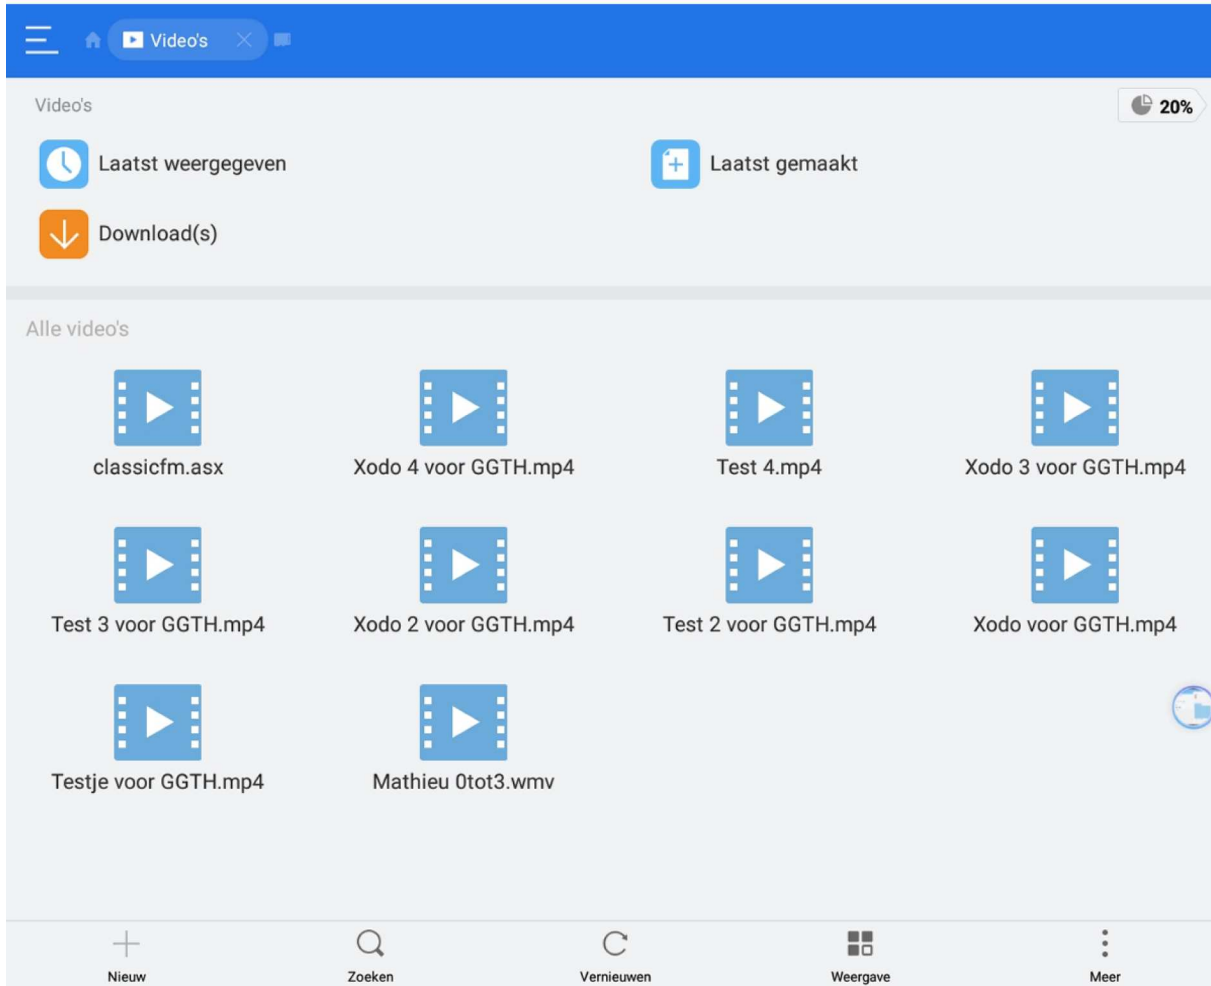 Video's
Video's
20%
Laatst weergegeven
Laatst gemaakt
Download(s)
Alle video's
classicfm.asx
Xodo 4 voor GGTH.mp4
Test 4.mp4
Xodo 3 voor GGTH.mp4
Test 3 voor GGTH.mp4
Xodo 2 voor GGTH.mp4
Test 2 voor GGTH.mp4
Xodo voor GGTH.mp4
Testje voor GGTH.mp4
Mathieu 0tot3.wmv
Nieuw
Zoeken
Vernieuwen
Weergave
Meer